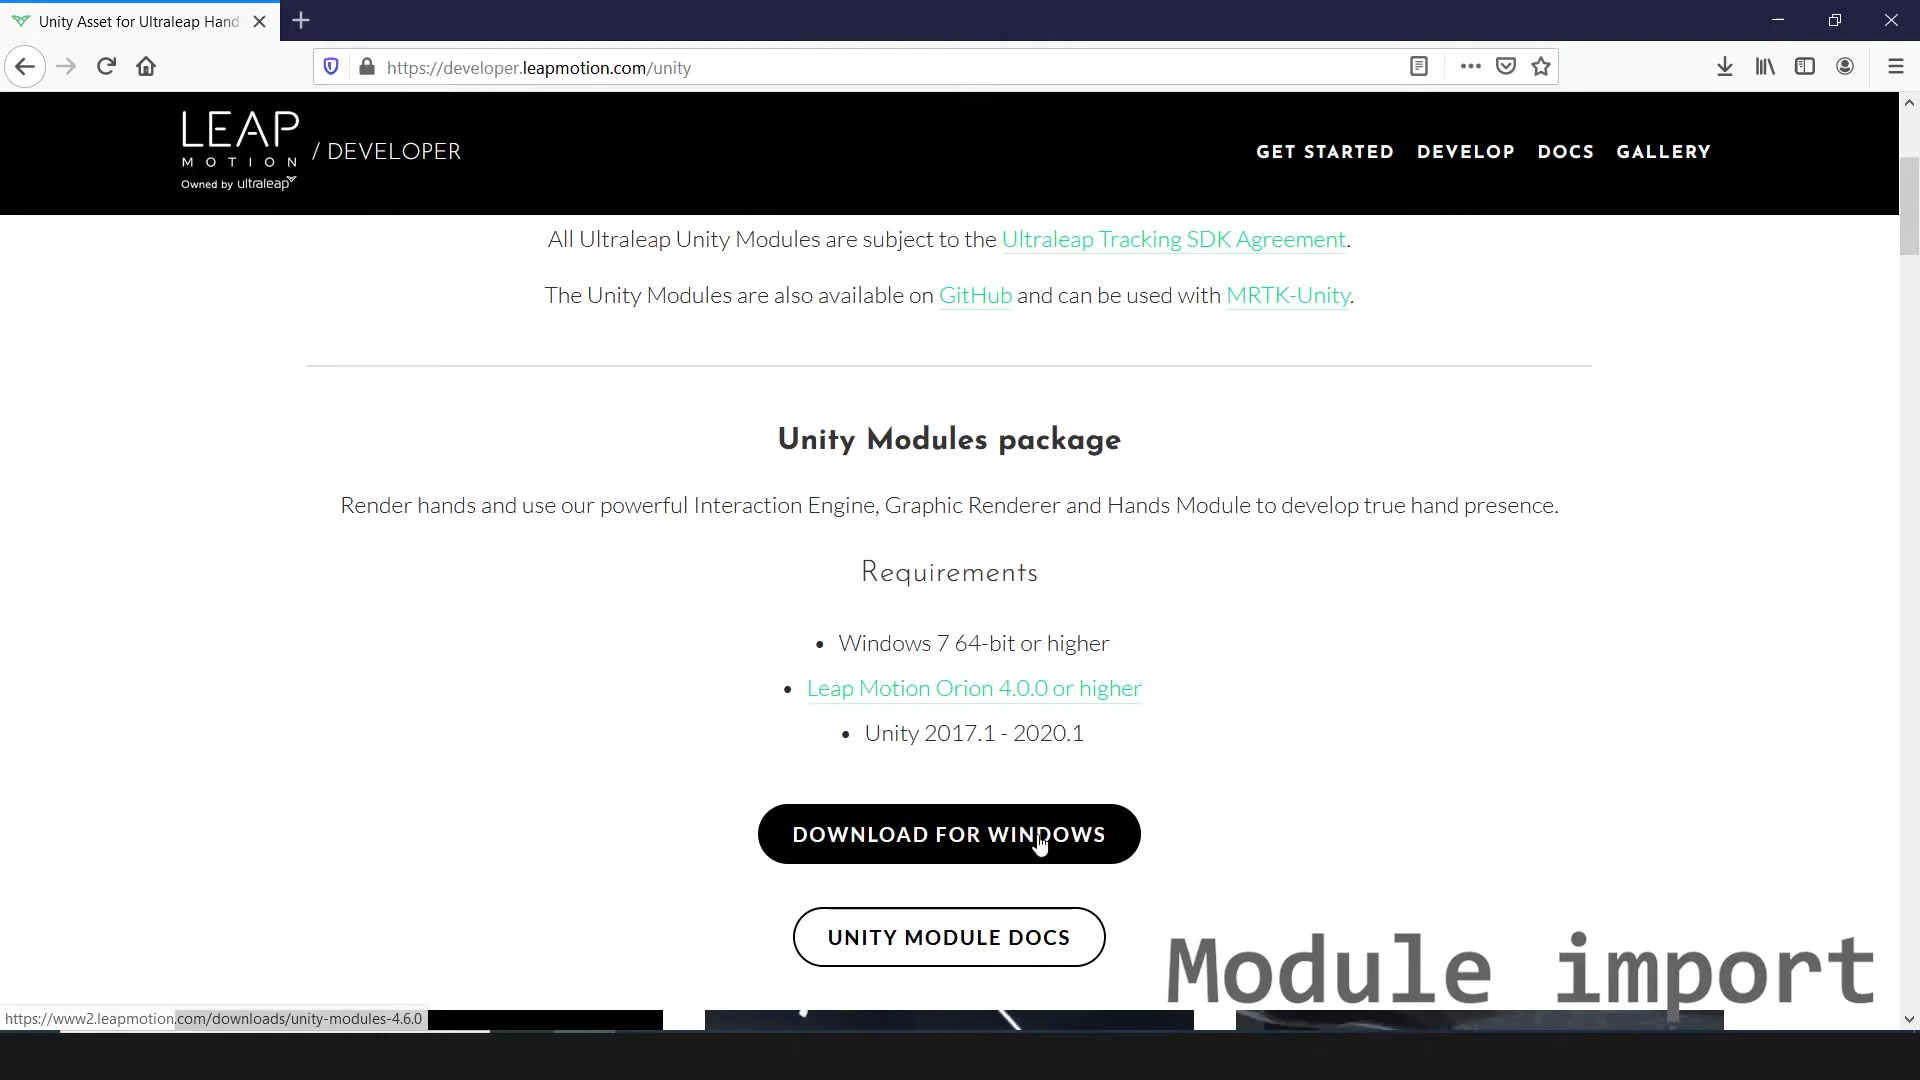 Unity Asset for Ultraleap Hand
https://developer.leapmotion.com/unity
LEAP
MOTION
Owned by ultraleap
/ DEVELOPER
GET STARTED DEVELOP DOCS GALLERY
All Ultraleap Unity Modules are subject to the Ultraleap Tracking SDK Agreement.
The Unity Modules are also available on GitHub and can be used with MRTK-Unity.
Unity Modules package
Render hands and use our powerful Interaction Engine, Graphic Renderer and Hands Module to develop true hand presence.
Requirements
• Windows 7 64-bit or higher
• Leap Motion Orion 4.0.0 or higher
• Unity 2017.1 - 2020.1
DOWNLOAD FOR WINDOWS
UNITY MODULE DOCS
Module import
https://www2.leapmotion.com/downloads/unity-modules-4.6.0